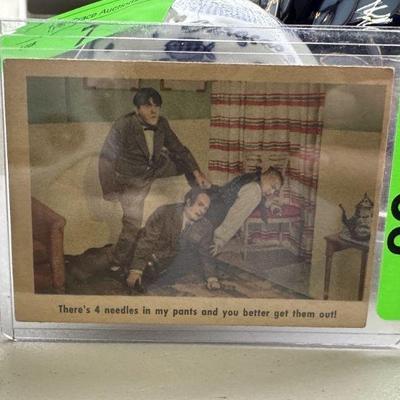 There's 4 needles in my pants and you better get them out!